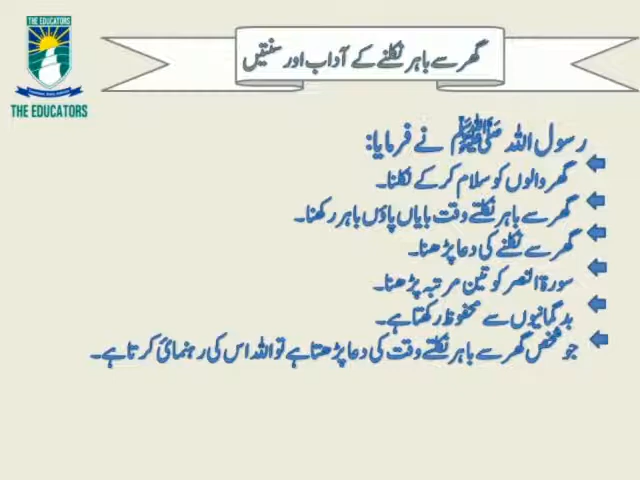 THE EDUCATORS
THE EDUCATORS
گھر سے باہر نکلنے کے آداب اور سنتیں
رسول اللہ ﷺ نے فرمایا:
گھر والوں کو سلام کر کے نکلنا۔
گھر سے باہر نکلتے وقت بایاں پاؤں باہر رکھنا۔
گھر سے نکلنے کی دعا پڑھنا۔
سورۃ النصر کو تین مرتبہ پڑھنا۔
بدگمانیوں سے محفوظ رکھتا ہے۔
جو شخص گھر سے باہر نکلتے وقت کی دعا پڑھتا ہے تو اللہ اس کی رہنمائی کرتا ہے۔